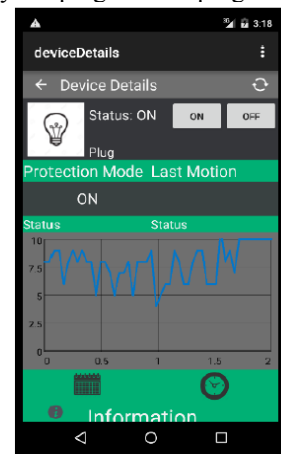 3G 3:18
deviceDetails
Device Details
Status: ON ON OFF
Plug
Protection Mode Last Motion
ON
Status Status
10
7.5
5
2.5
0
0 0.5 1 1.5 2
Information